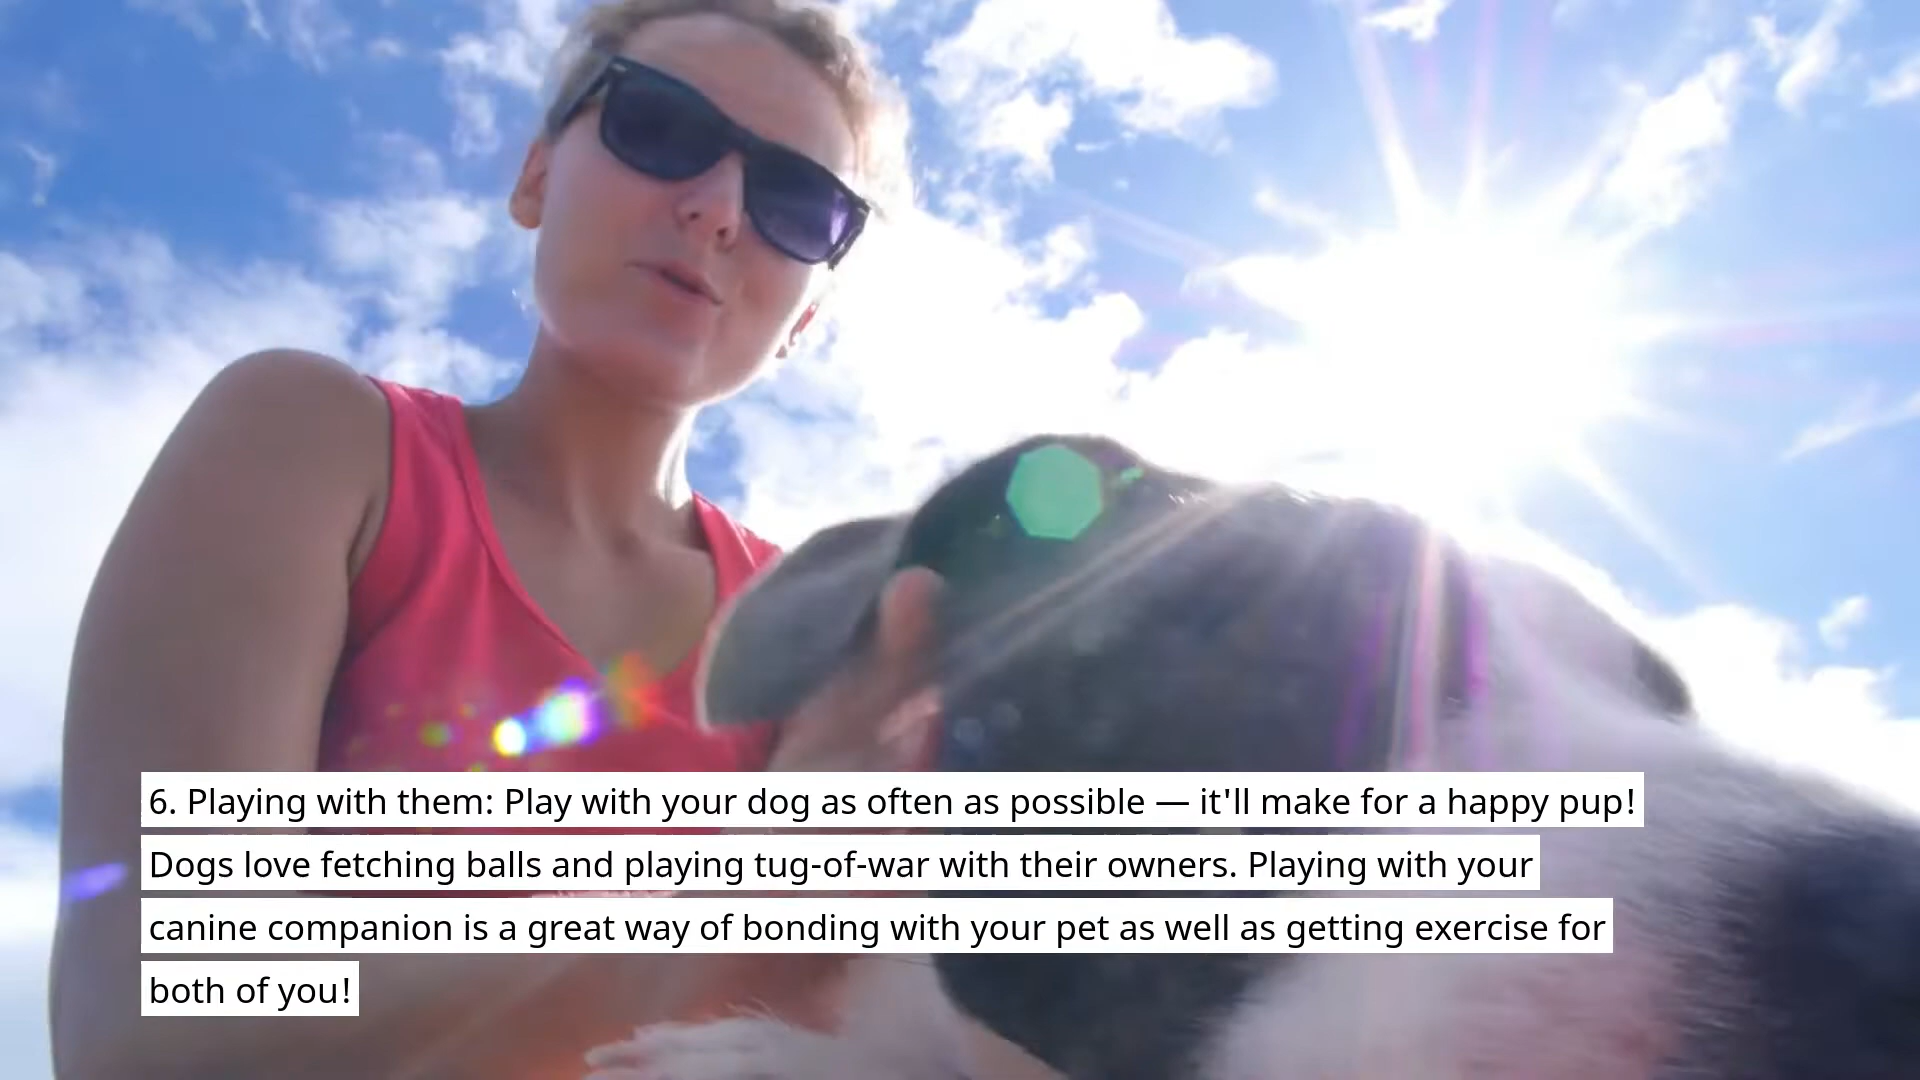 6. Playing with them: Play with your dog as often as possible — it'll make for a happy pup!
Dogs love fetching balls and playing tug-of-war with their owners. Playing with your
canine companion is a great way of bonding with your pet as well as getting exercise for
both of you!